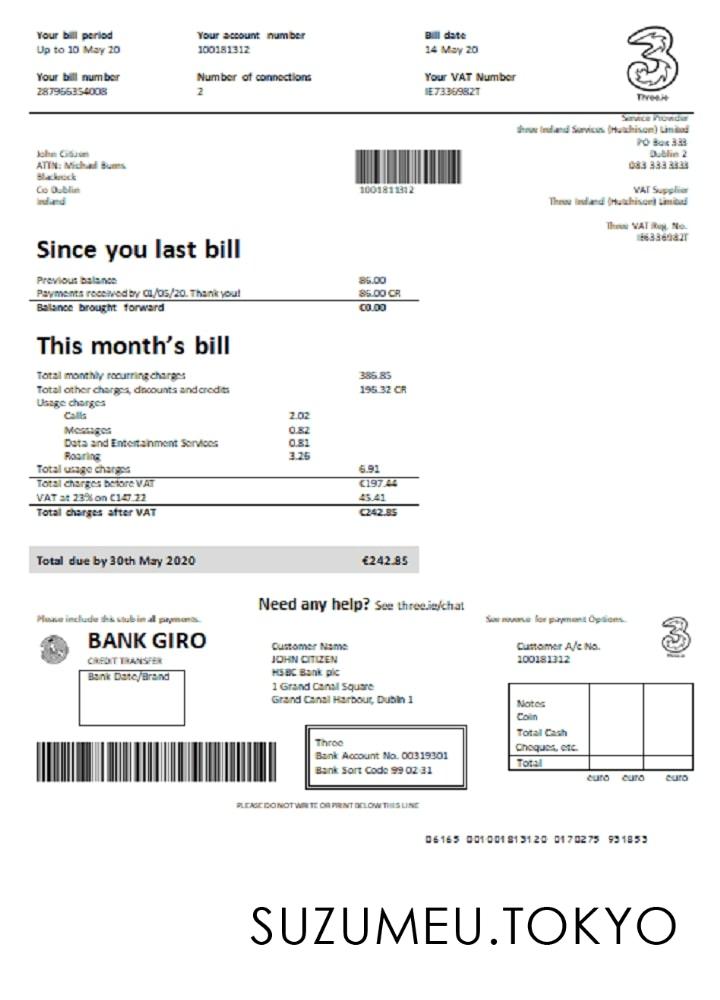 Your bill period Your account number Bill date
Up to 10 May 20 100181312 14 May 20
Your bill number Number of connections Your VAT Number
287966354008 2 IE7336982T
Three.ie
Service Provider
three Ireland Services (Hutchison) Limited
PO Box 333
Dublin 2
083 333 3333
VAT Supplier
Three Ireland (Hutchison) Limited
Three VAT Reg. No.
IE6336982T
John Citizen
ATTN: Michael Burns
Blackrock
Co Dublin
Ireland
1001811312
Since you last bill
Previous balance 86.00
Payments received by 01/05/20. Thank you! 86.00 CR
Balance brought forward €0.00
This month's bill
Total monthly recurring charges 386.85
Total other charges, discounts and credits 196.32 CR
Usage charges
Calls 2.02
Messages 0.82
Data and Entertainment Services 0.81
Roaring 3.26
Total usage charges 6.91
Total charges before VAT €197.44
VAT at 23% on €147.22 45.41
Total charges after VAT €242.85
Total due by 30th May 2020 €242.85
Need any help? See three.ie/chat
Please include this stub in all payments.
See reverse for payment Options.
BANK GIRO
CREDIT TRANSFER
Bank Date/Brand
Customer Name
JOHN CITIZEN
HSBC Bank plc
1 Grand Canal Square
Grand Canal Harbour, Dublin 1
Customer A/c No.
100181312
Three
Bank Account No. 00319301
Bank Sort Code 99 02 31
Notes
Coin
Total Cash
Cheques, etc.
Total
euro euro euro
PLEASE DO NOT WRITE OR PRINT BELOW THIS LINE
06165 001001813120 0170275 931853
SUZUMEU.TOKYO